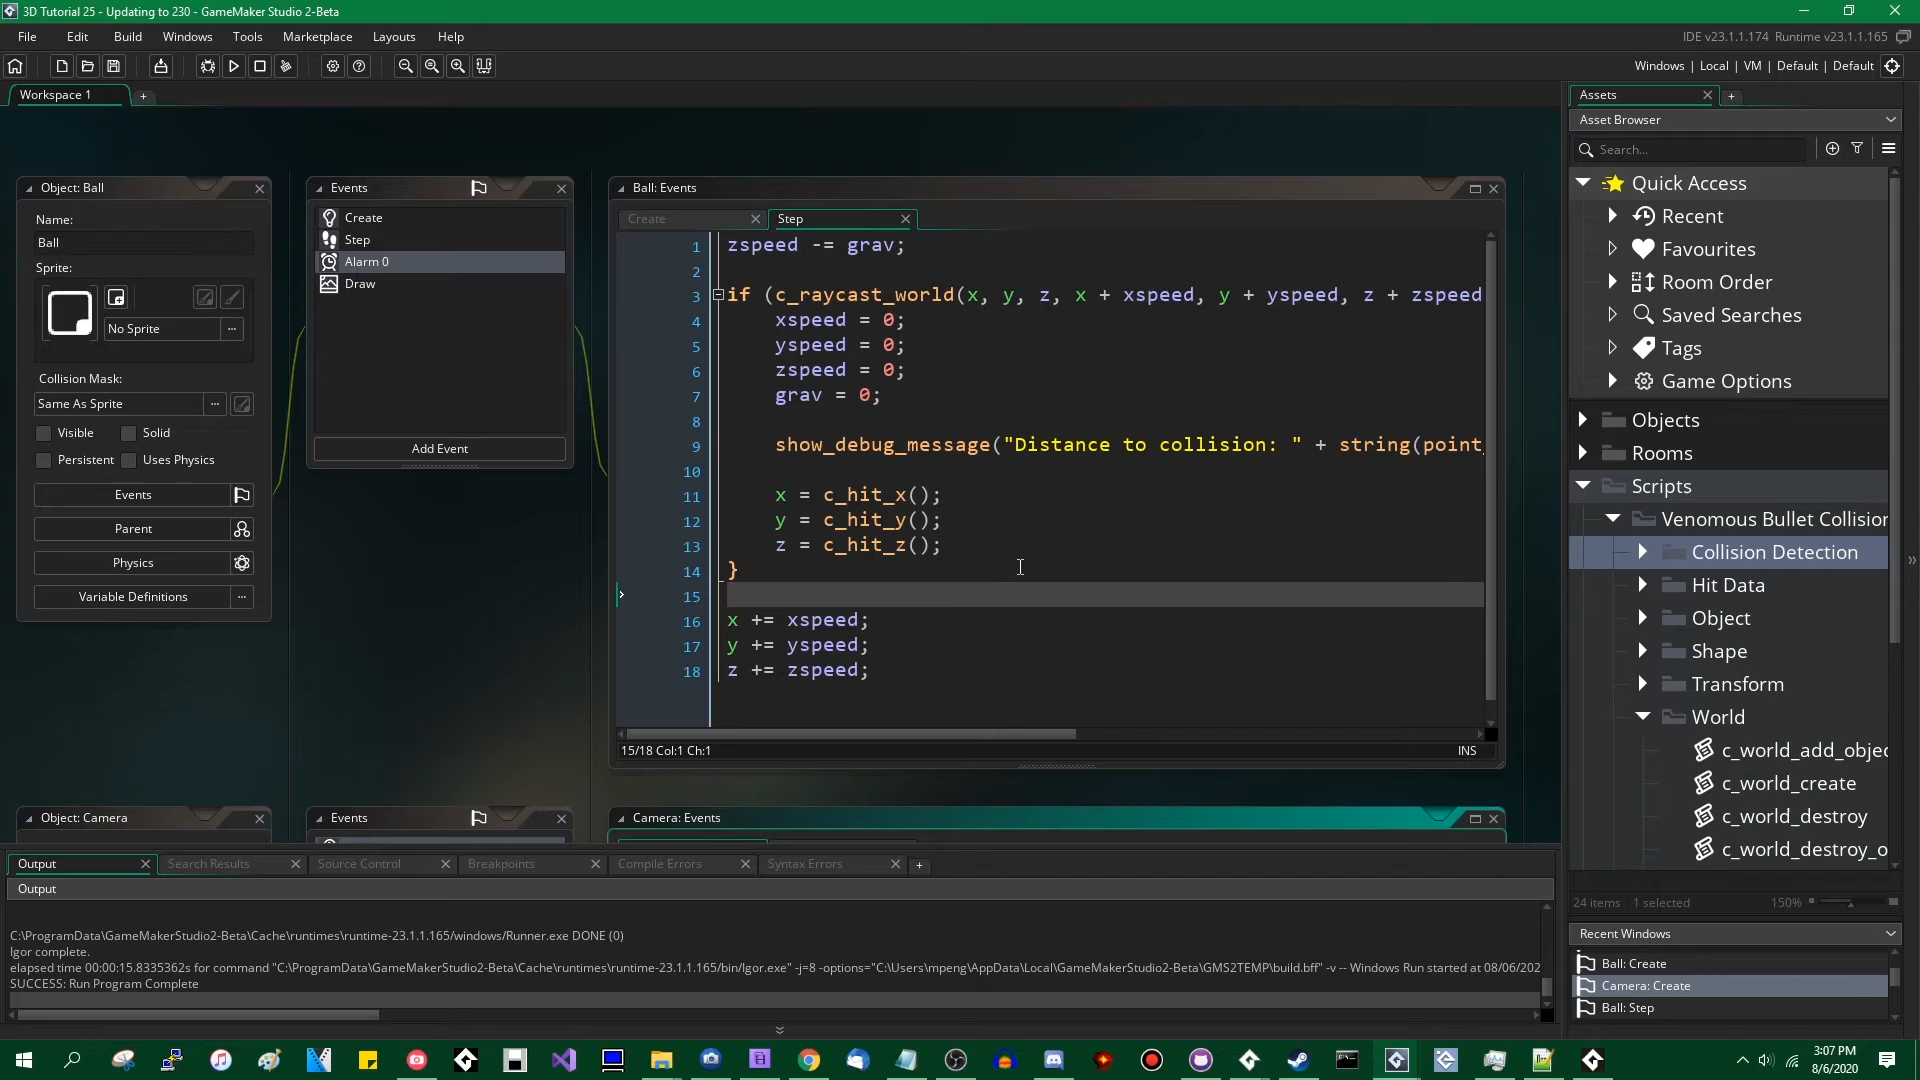 3D Tutorial 25 - Updating to 230 - GameMaker Studio 2-Beta
File Edit Build Windows Tools Marketplace Layouts Help
IDE v23.1.1.174 Runtime v23.1.1.165
Windows | Local | VM | Default | Default
Workspace 1
Object: Ball
Name:
Ball
Sprite:
No Sprite
Collision Mask:
Same As Sprite
Visible Solid
Persistent Uses Physics
Events
Parent
Physics
Variable Definitions
Events
Create
Step
Alarm 0
Draw
Add Event
Ball: Events
Create Step
1 zspeed -= grav;
2
3 if (c_raycast_world(x, y, z, x + xspeed, y + yspeed, z + zspeed
4 xspeed = 0;
5 yspeed = 0;
6 zspeed = 0;
7 grav = 0;
8
9 show_debug_message("Distance to collision: " + string(point_
10
11 x = c_hit_x();
12 y = c_hit_y();
13 z = c_hit_z();
14 }
15
16 x += xspeed;
17 y += yspeed;
18 z += zspeed;
15/18 Col:1 Ch:1 INS
Object: Camera
Events
Camera: Events
Output Search Results Source Control Breakpoints Compile Errors Syntax Errors
Output
C:\ProgramData\GameMakerStudio2-Beta\Cache\runtimes\runtime-23.1.1.165/windows/Runner.exe DONE (0)
Igor complete.
elapsed time 00:00:15.8335362s for command "C:\ProgramData\GameMakerStudio2-Beta\Cache\runtimes\runtime-23.1.1.165/bin/Igor.exe" -j=8 -options="C:\Users\mpeng\AppData\Local\GameMakerStudio2-Beta\GMS2TEMP\build.bff" -v -- Windows Run started at 08/06/202
SUCCESS: Run Program Complete
Assets
Asset Browser
Search...
Quick Access
Recent
Favourites
Room Order
Saved Searches
Tags
Game Options
Objects
Rooms
Scripts
Venomous Bullet Collision
Collision Detection
Hit Data
Object
Shape
Transform
World
c_world_add_objec
c_world_create
c_world_destroy
c_world_destroy_o
24 items 1 selected 150%
Recent Windows
Ball: Create
Camera: Create
Ball: Step
3:07 PM
8/6/2020